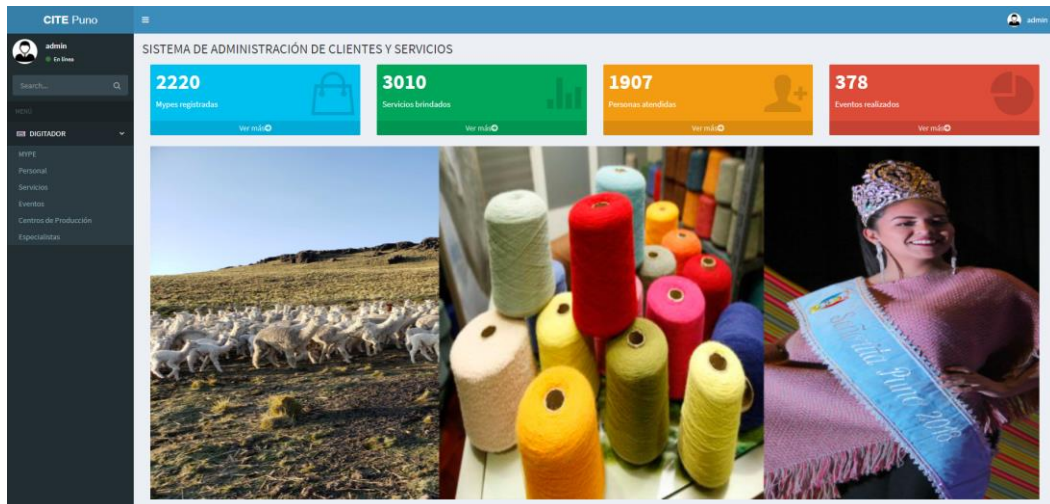 CITE Puno
admin
admin
En línea
Search...
MENÚ
DIGITADOR
MYPE
Personal
Servicios
Eventos
Centros de Producción
Especialistas
SISTEMA DE ADMINISTRACIÓN DE CLIENTES Y SERVICIOS
2220
Mypes registradas
Ver más
3010
Servicios brindados
Ver más
1907
Personas atendidas
Ver más
378
Eventos realizados
Ver más
Señorita Puno 2018